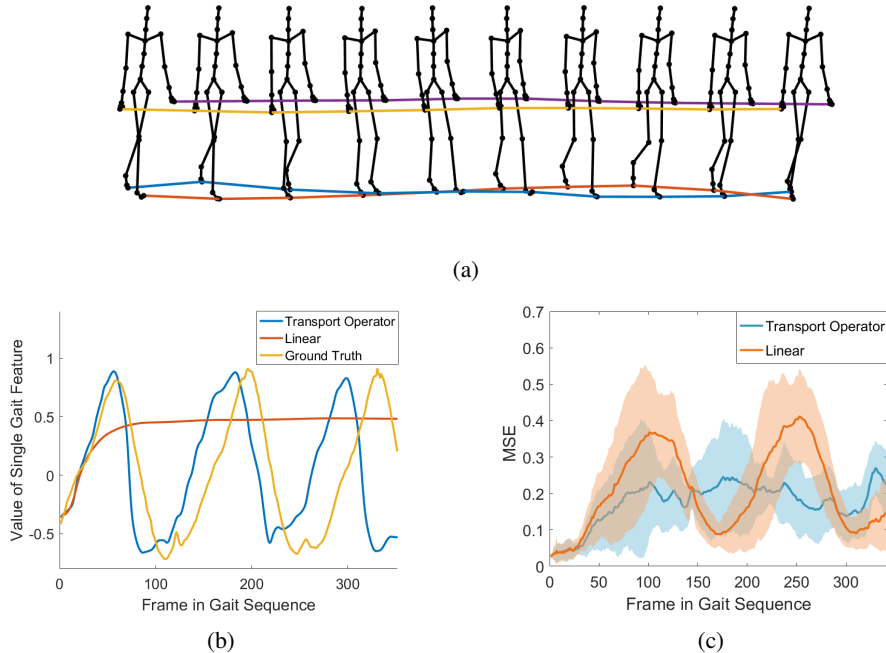 (a)
Transport Operator
Linear
Ground Truth
Value of Single Gait Feature
1
0.5
0
-0.5
0
100
200
300
Frame in Gait Sequence
(b)
Transport Operator
Linear
MSE
0.7
0.6
0.5
0.4
0.3
0.2
0.1
0
0
50
100
150
200
250
300
Frame in Gait Sequence
(c)